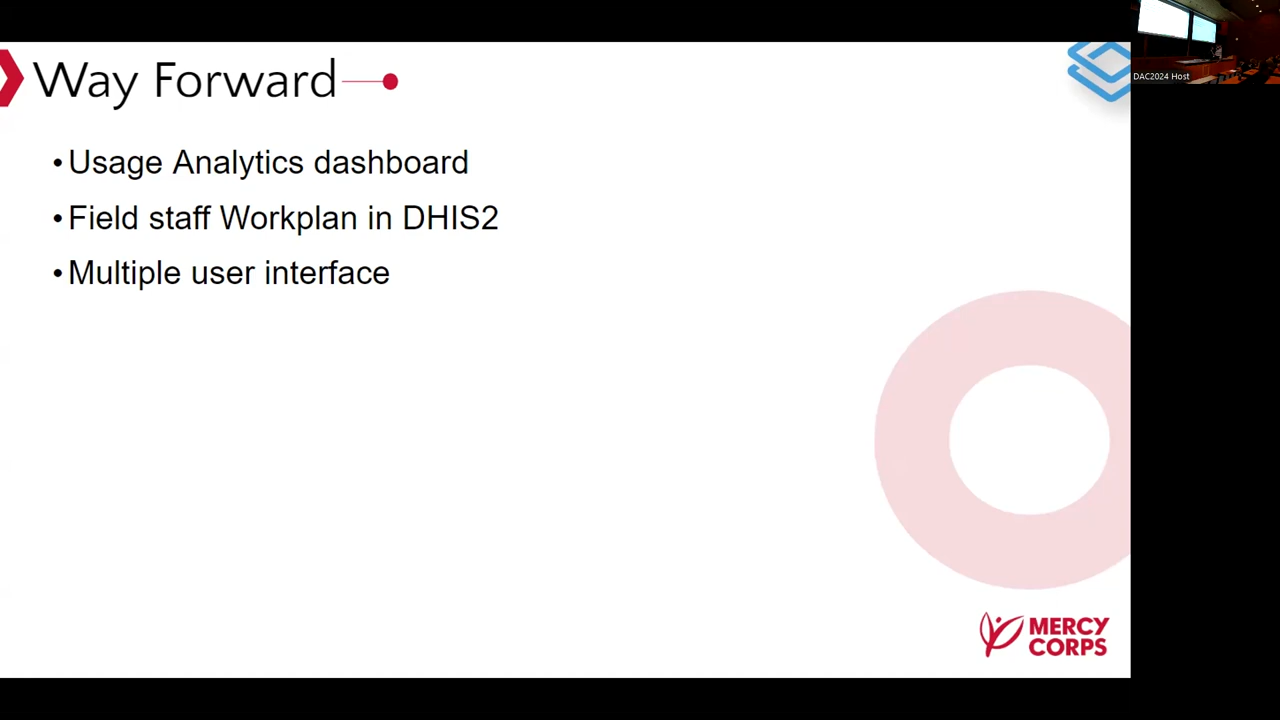 Way Forward
DAC2024 Host
•Usage Analytics dashboard
•Field staff Workplan in DHIS2
•Multiple user interface
MERCY
CORPS